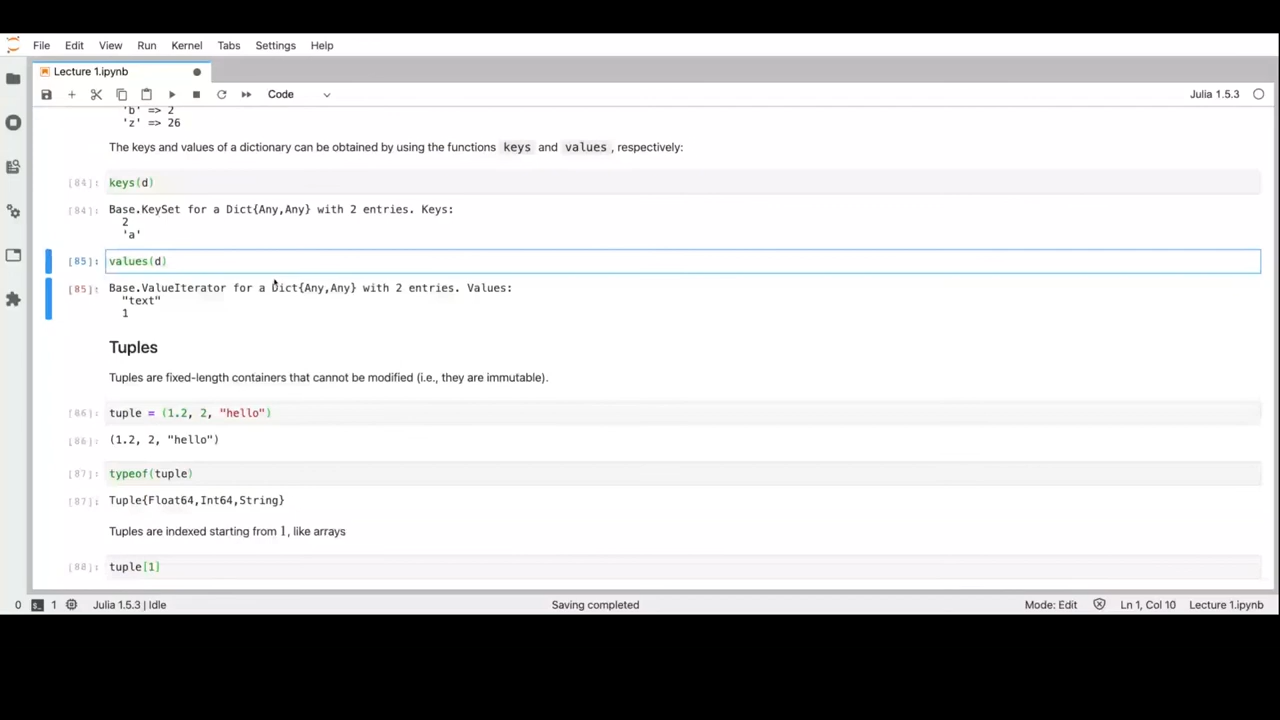 File Edit View Run Kernel Tabs Settings Help
Lecture 1.ipynb
Code
Julia 1.5.3
'b' => 2
'z' => 26
The keys and values of a dictionary can be obtained by using the functions keys and values , respectively:
[84]: keys(d)
[84]: Base.KeySet for a Dict{Any,Any} with 2 entries. Keys:
2
'a'
[85]: values(d)
[85]: Base.ValueIterator for a Dict{Any,Any} with 2 entries. Values:
"text"
1
Tuples
Tuples are fixed-length containers that cannot be modified (i.e., they are immutable).
[86]: tuple = (1.2, 2, "hello")
[86]: (1.2, 2, "hello")
[87]: typeof(tuple)
[87]: Tuple{Float64,Int64,String}
Tuples are indexed starting from 1, like arrays
[88]: tuple[1]
0 1 Julia 1.5.3 | Idle Saving completed Mode: Edit Ln 1, Col 10 Lecture 1.ipynb